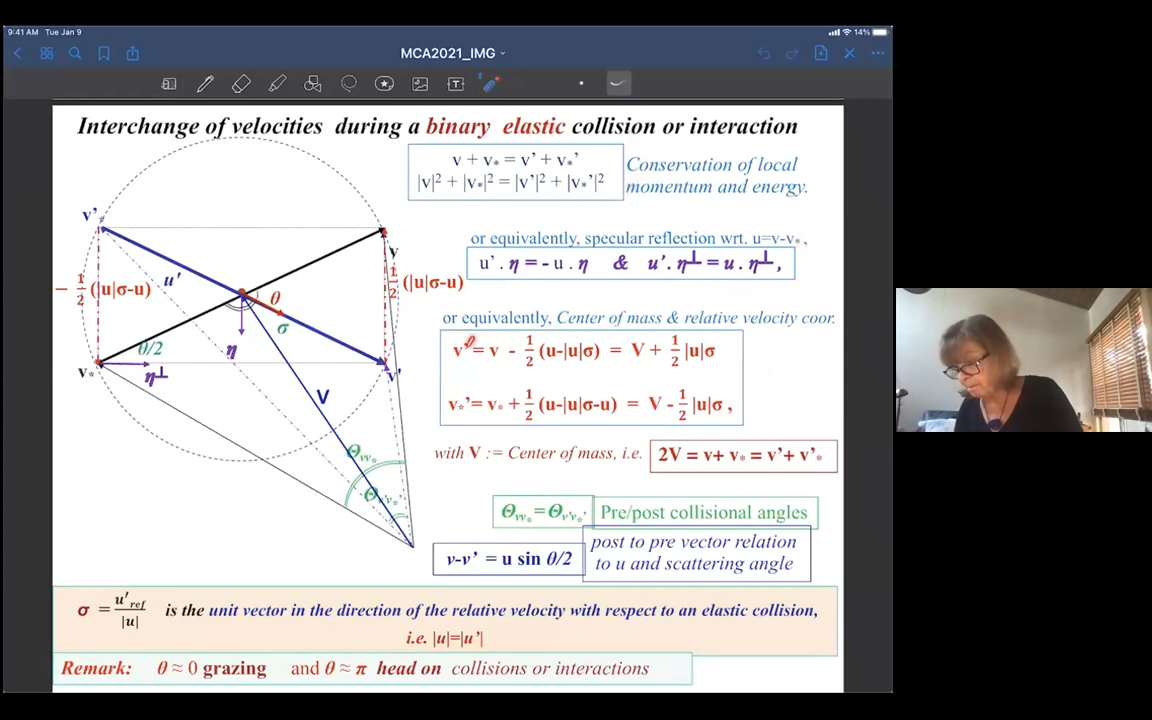 9:41 AM Tue Jan 9
14%
MCA2021_IMG
Interchange of velocities during a binary elastic collision or interaction
v + v* = v' + v*'
|v|² + |v*|² = |v'|² + |v*'|²
Conservation of local
momentum and energy.
v'*
v
or equivalently, specular reflection wrt. u=v-v*,
u' . η = - u . η & u' . η⊥ = u . η⊥,
- 1/2 (|u|σ-u)
u'
θ
1/2 (|u|σ-u)
σ
θ/2
η
v*
η⊥
v'
or equivalently, Center of mass & relative velocity coor.
v' = v - 1/2 (u-|u|σ) = V + 1/2 |u|σ
v*' = v* + 1/2 (u-|u|σ-u) = V - 1/2 |u|σ ,
V
with V := Center of mass, i.e. 2V = v+ v* = v'+ v'*
Θvv*
Θv'v*'
Θvv* = Θv'v*' Pre/post collisional angles
v-v' = u sin θ/2
post to pre vector relation
to u and scattering angle
σ = u'ref/|u| is the unit vector in the direction of the relative velocity with respect to an elastic collision,
i.e. |u|=|u'|
Remark: θ ≈ 0 grazing and θ ≈ π head on collisions or interactions